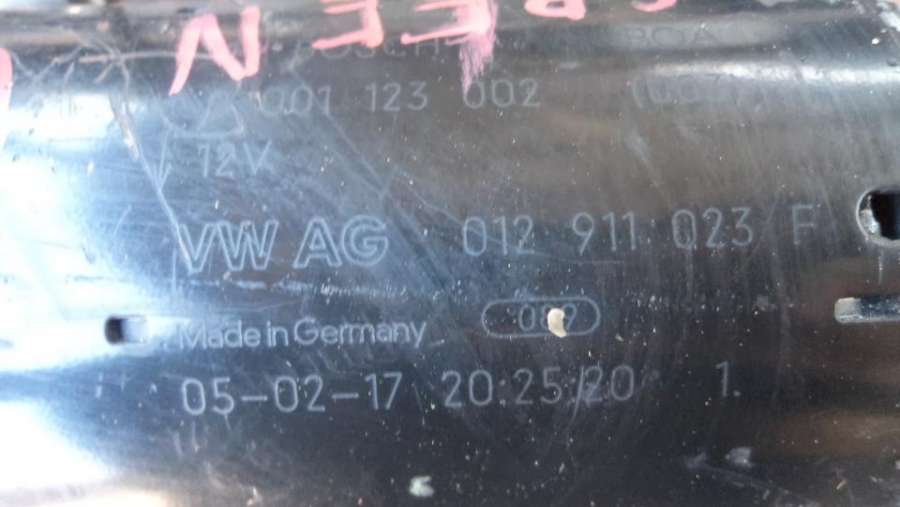 001 123 002
12V
VW AG 012 911 023 F
Made in Germany 089
05-02-17 20:25/20 1.